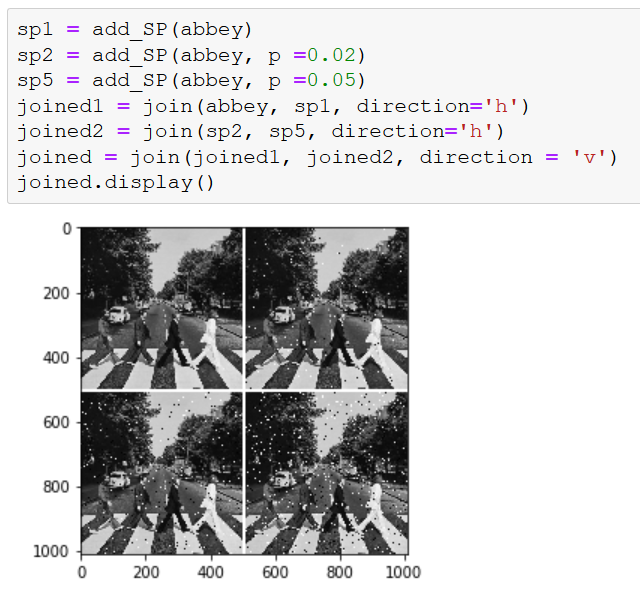 sp1 = add_SP(abbey)
sp2 = add_SP(abbey, p =0.02)
sp5 = add_SP(abbey, p =0.05)
joined1 = join(abbey, sp1, direction='h')
joined2 = join(sp2, sp5, direction='h')
joined = join(joined1, joined2, direction = 'v')
joined.display()
0
200
400
600
800
1000
0 200 400 600 800 1000